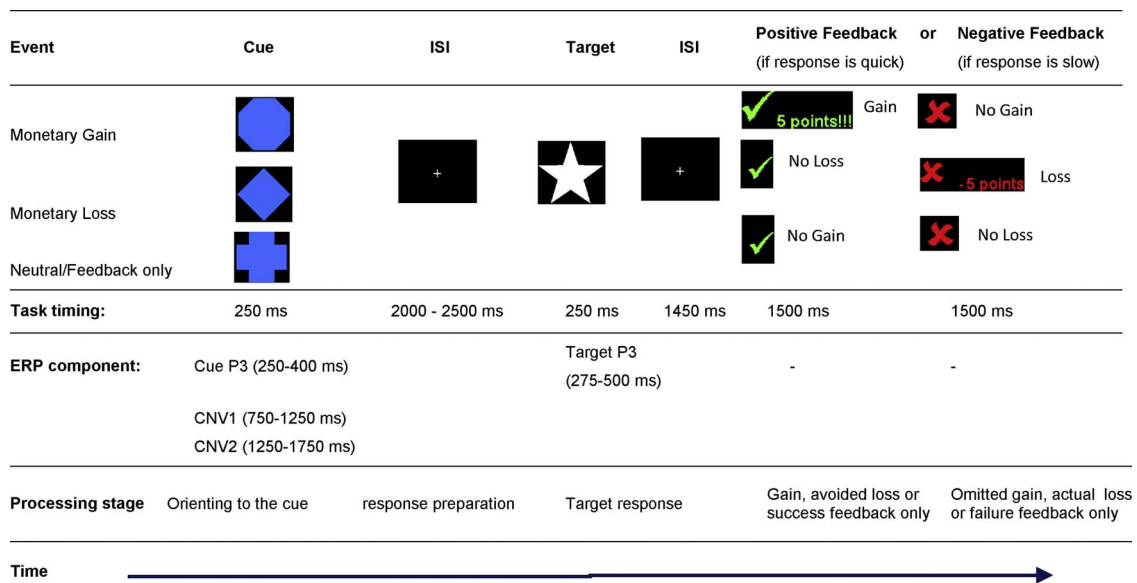 Event Cue ISI Target ISI Positive Feedback or Negative Feedback
(if response is quick) (if response is slow)
5 points!!! Gain No Gain
Monetary Gain
No Loss - 5 points Loss
Monetary Loss
No Gain No Loss
Neutral/Feedback only
Task timing: 250 ms 2000 - 2500 ms 250 ms 1450 ms 1500 ms 1500 ms
Target P3
ERP component: Cue P3 (250-400 ms) - -
(275-500 ms)
CNV1 (750-1250 ms)
CNV2 (1250-1750 ms)
Processing stage Orienting to the cue response preparation Target response Gain, avoided loss or Omitted gain, actual loss
success feedback only or failure feedback only
Time